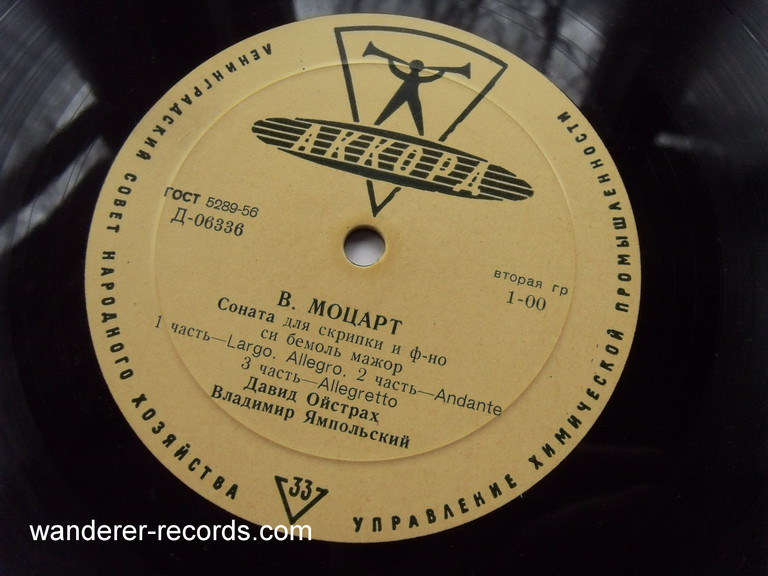 ЛЕНИНГРАДСКИЙ СОВЕТ НАРОДНОГО ХОЗЯЙСТВА
УПРАВЛЕНИЕ ХИМИЧЕСКОЙ ПРОМЫШЛЕННОСТИ
АККОРД
ГОСТ 5289-56
Д-06336
вторая гр
1-00
В. МОЦАРТ
Соната для скрипки и ф-но
си бемоль мажор
1 часть—Largo. Allegro. 2 часть—Andante
3 часть—Allegretto
Давид Ойстрах
Владимир Ямпольский
33
wanderer-records.com